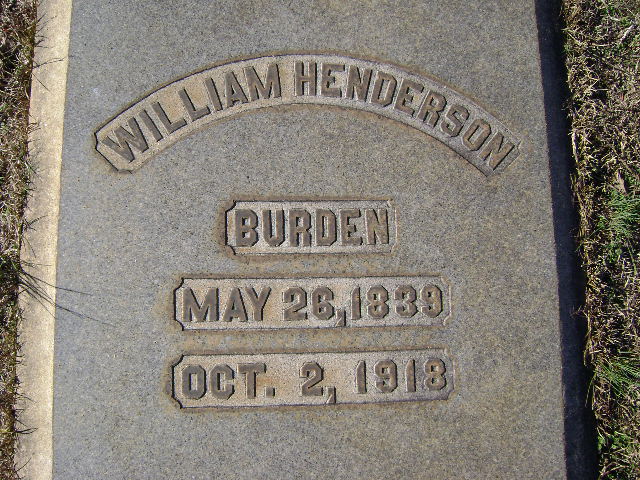 WILLIAM HENDERSON
BURDEN
MAY 26, 1839
OCT. 2, 1918